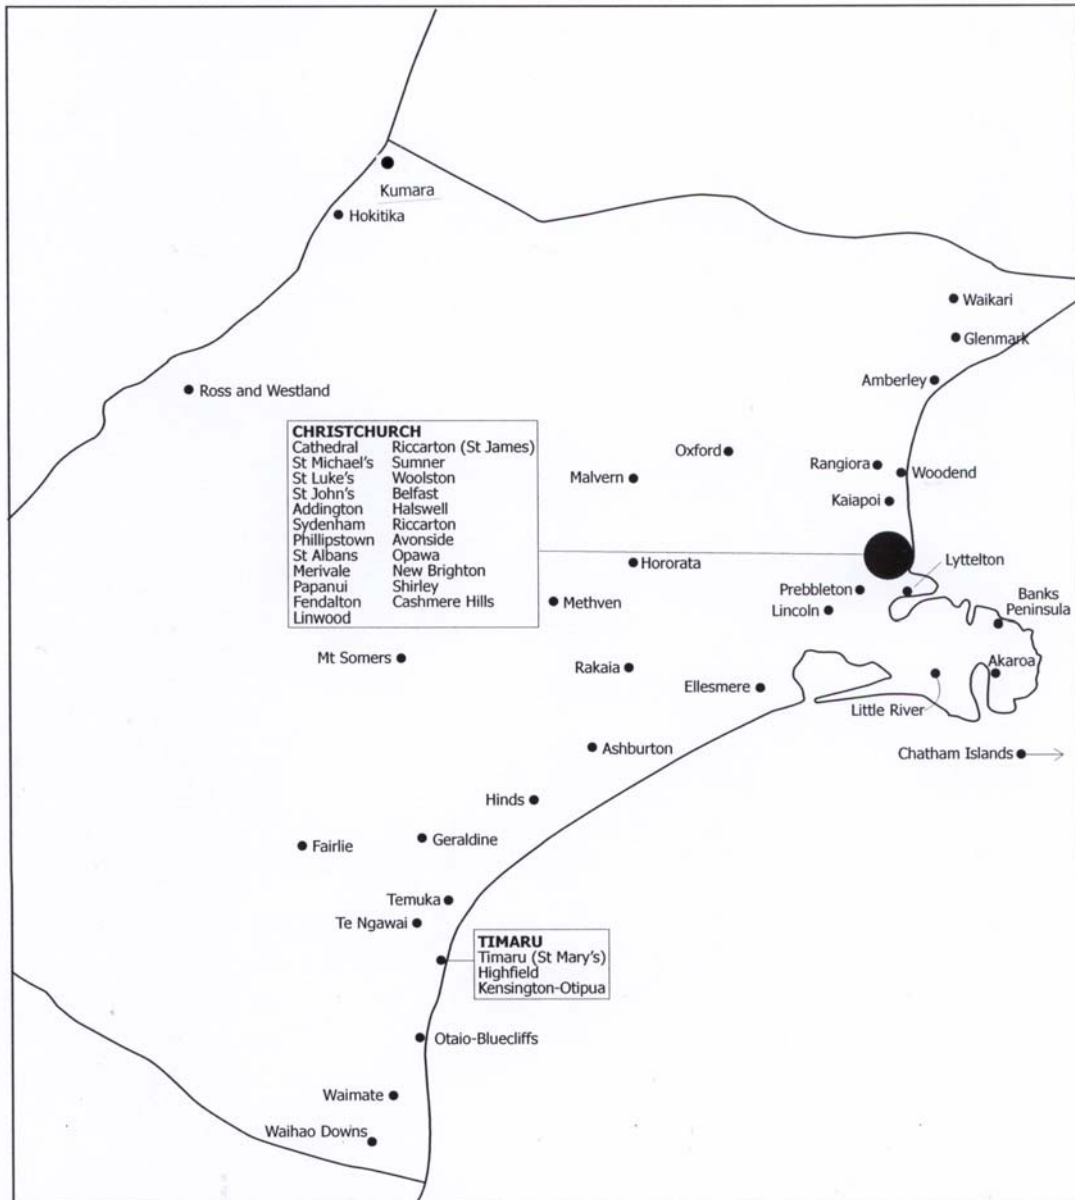 Kumara
Hokitika
Waikari
Glenmark
Amberley
Ross and Westland
CHRISTCHURCH
Cathedral Riccarton (St James)
St Michael's Sumner
St Luke's Woolston
St John's Belfast
Addington Halswell
Sydenham Riccarton
Phillipstown Avonside
St Albans Opawa
Merivale New Brighton
Papanui Shirley
Fendalton Cashmere Hills
Linwood
Oxford
Rangiora
Woodend
Malvern
Kaiapoi
Hororata
Lyttelton
Prebbleton
Methven
Lincoln
Banks
Peninsula
Mt Somers
Rakaia
Akaroa
Ellesmere
Little River
Ashburton
Chatham Islands
Hinds
Geraldine
Fairlie
Temuka
Te Ngawai
TIMARU
Timaru (St Mary's)
Highfield
Kensington-Otipua
Otaio-Bluecliffs
Waimate
Waihao Downs